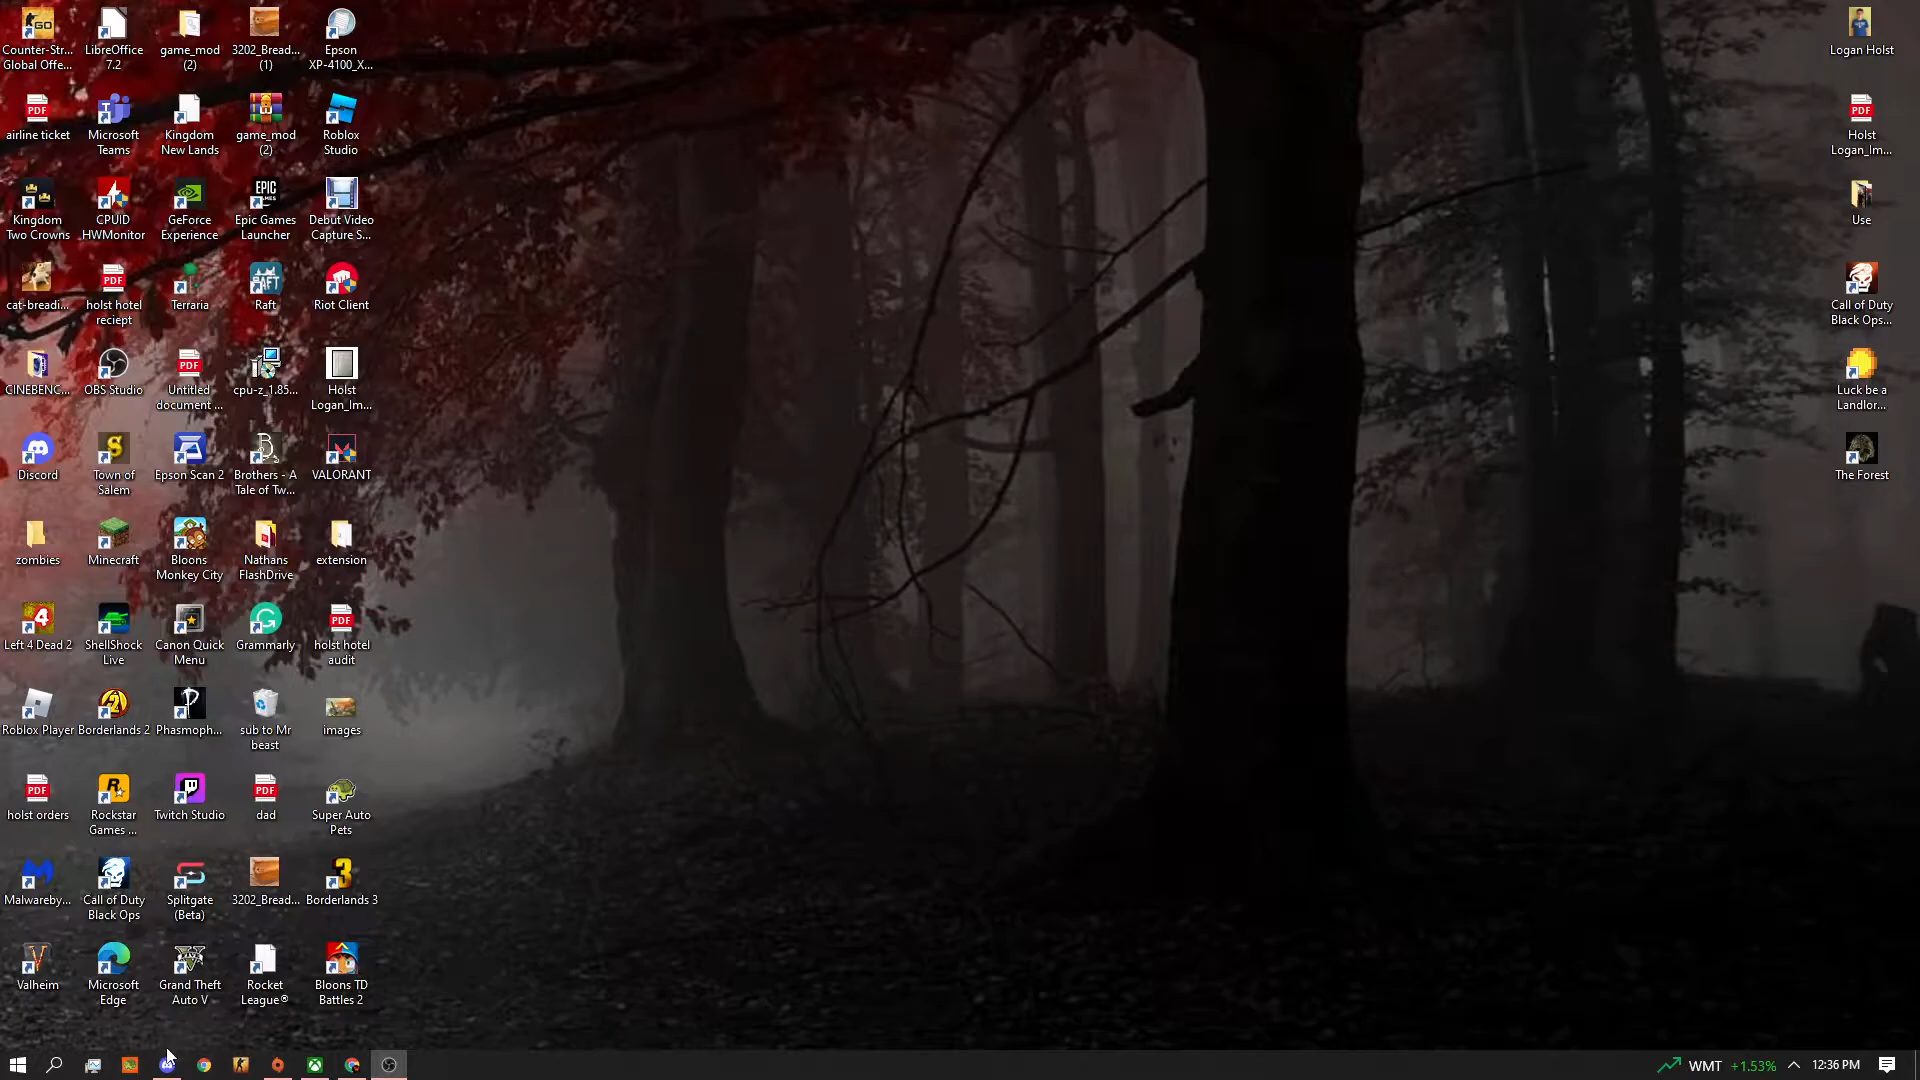 Counter-Str...
Global Offe...
LibreOffice
7.2
game_mod
(2)
3202_Bread...
(1)
Epson
XP-4100_X...
Logan Holst
airline ticket
Microsoft
Teams
Kingdom
New Lands
game_mod
(2)
Roblox
Studio
Holst
Logan_Im...
Kingdom
Two Crowns
CPUID
HWMonitor
GeForce
Experience
Epic Games
Launcher
Debut Video
Capture S...
Use
cat-breadi...
holst hotel
reciept
Terraria
Raft
Riot Client
Call of Duty
Black Ops...
CINEBENC...
OBS Studio
Untitled
document ...
cpu-z_1.85...
Holst
Logan_Im...
Luck be a
Landlor...
Discord
Town of
Salem
Epson Scan 2
Brothers - A
Tale of Tw...
VALORANT
The Forest
zombies
Minecraft
Bloons
Monkey City
Nathans
FlashDrive
extension
Left 4 Dead 2
ShellShock
Live
Canon Quick
Menu
Grammarly
holst hotel
audit
Roblox Player
Borderlands 2
Phasmoph...
sub to Mr
beast
images
holst orders
Rockstar
Games ...
Twitch Studio
dad
Super Auto
Pets
Malwareby...
Call of Duty
Black Ops
Splitgate
(Beta)
3202_Bread...
Borderlands 3
Valheim
Microsoft
Edge
Grand Theft
Auto V
Rocket
League®
Bloons TD
Battles 2
WMT +1.53% 12:36 PM